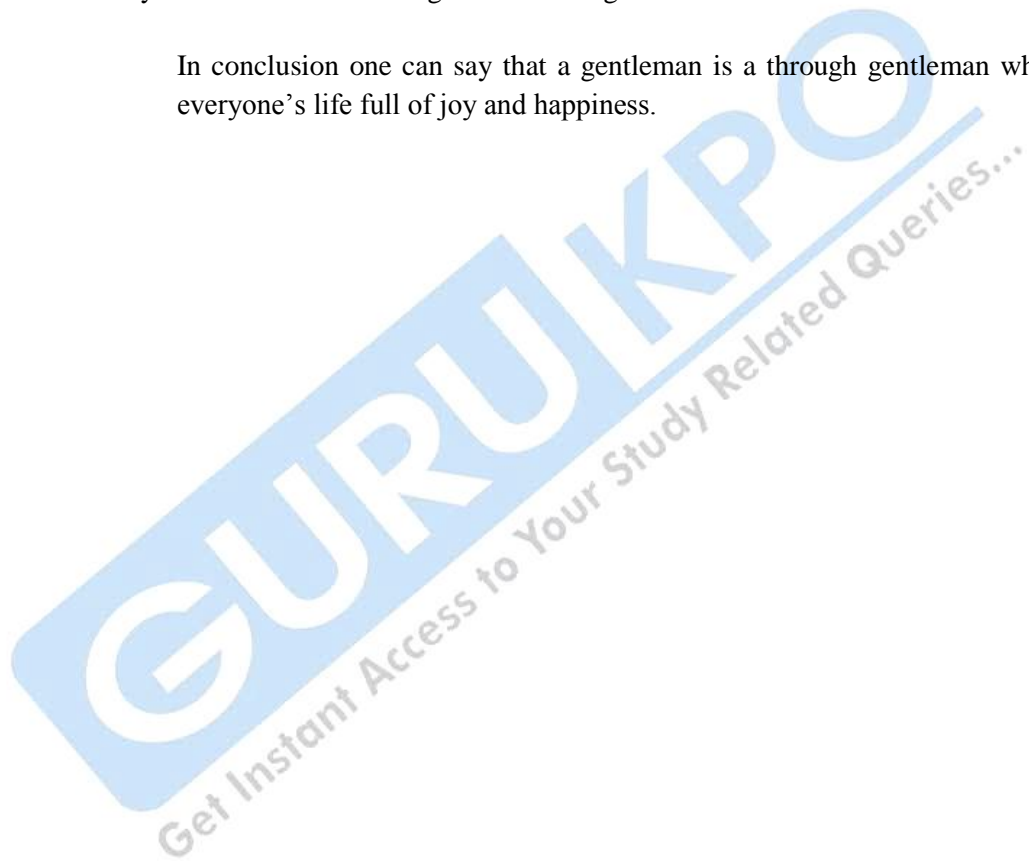 In conclusion one can say that a gentleman is a through gentleman
everyone's life full of joy and happiness.
GURUKPO
Get Instant Access to Your Study Related Queries...